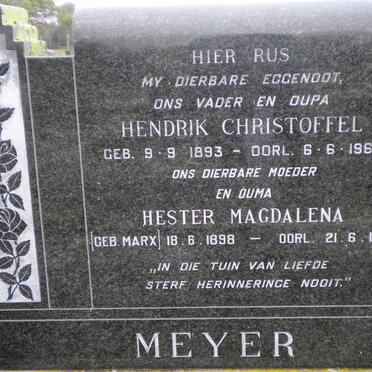 HIER RUS
MY DIERBARE EGGENOOT,
ONS VADER EN OUPA
HENDRIK CHRISTOFFEL
GEB. 9-9 1893 - OORL. 6-6-196
ONS DIERBARE MOEDER
EN OUMA
HESTER MAGDALENA
[GEB. MARX] 18.6.1898 - OORL. 21.6.1
„IN DIE TUIN VAN LIEFDE
STERF HERINNERINGE NOOIT."
MEYER